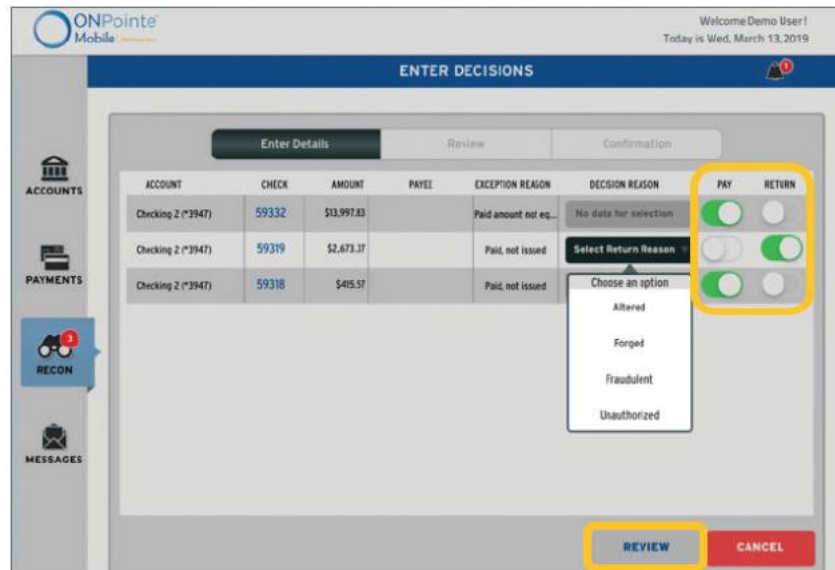 ONPointe
Mobile
Welcome Demo User!
Today is Wed, March 13, 2019
ENTER DECISIONS
1
Enter Details Review Confirmation
ACCOUNTS
ACCOUNT CHECK AMOUNT PAYEE EXCEPTION REASON DECISION REASON PAY RETURN
Checking 2 (*3947) 59332 $13,997.83 Paid amount not eq... No data for selection
Checking 2 (*3947) 59319 $2,673.37 Paid, not issued Select Return Reason
PAYMENTS
Checking 2 (*3947) 59318 $415.57 Paid, not issued
Choose an option
Altered
Forged
Fraudulent
Unauthorized
3
RECON
MESSAGES
REVIEW CANCEL